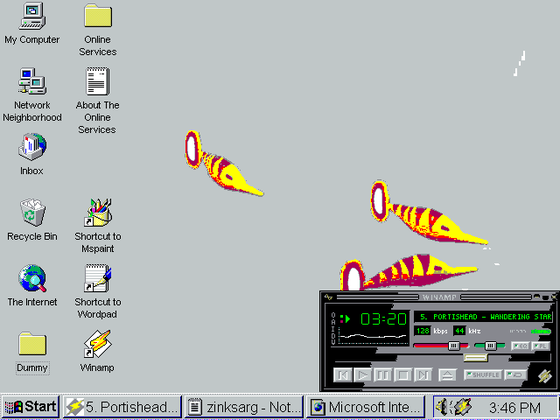 My Computer
Online
Services
Network
Neighborhood
About The
Online
Services
Inbox
Recycle Bin
Shortcut to
Mspaint
The Internet
Shortcut to
Wordpad
Dummy
Winamp
WINAMP
03:20
5. PORTISHEAD - WANDERING STAR
128 kbps 44 kHz
EQ PL
SHUFFLE
Start
5. Portishead...
zinksarg - Not...
Microsoft Inte...
3:46 PM